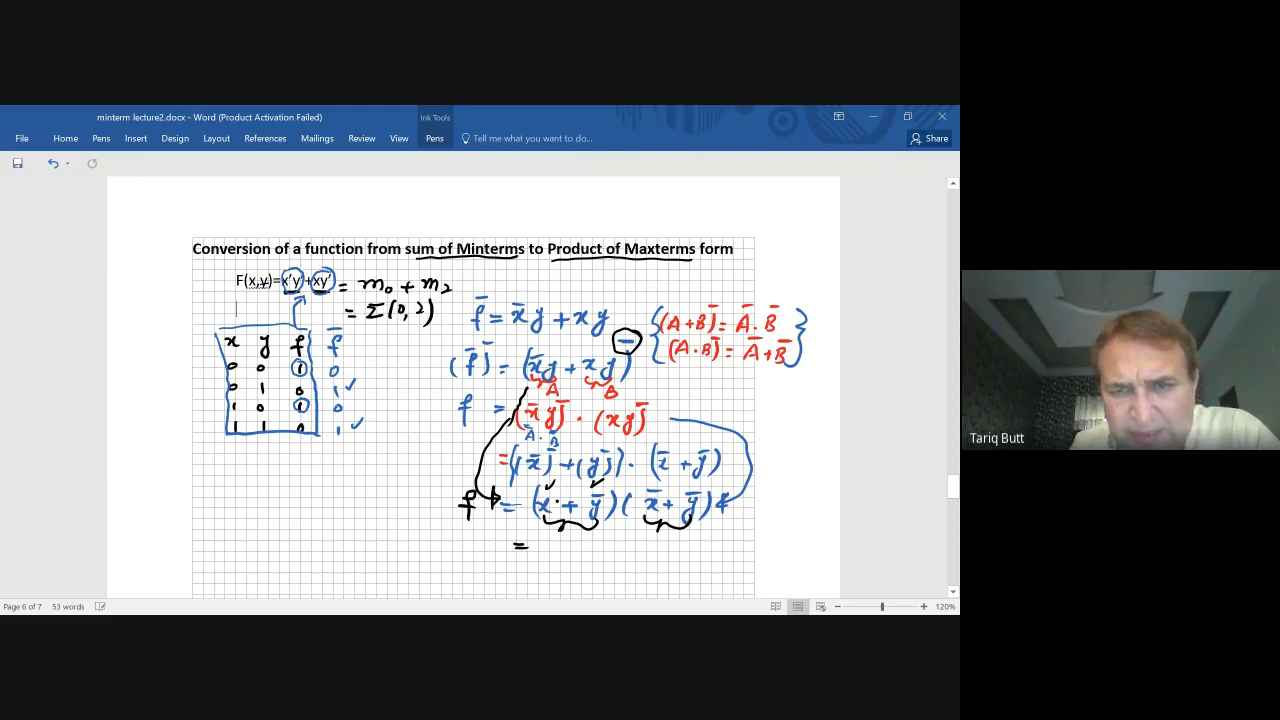 minterm lecture2.docx - Word (Product Activation Failed)
Ink Tools
File Home Pens Insert Design Layout References Mailings Review View Pens Tell me what you want to do... Share
Conversion of a function from sum of Minterms to Product of Maxterms form
F(x,y)=x'y'+xy' = m₀ + m₂
= Σ(0, 2)
x y f f̅
0 0 1 0
0 1 0 1 ✓
1 0 1 0
1 1 0 1 ✓
f̅ = x̅y + xy
(f̅)̅ = (x̅y + xy)̅
A B
f = (x̅y)̅ · (xy)̅
A̅ · B̅
= ((x̅)̅ + (y)̅) · (x̅ + y̅)
f = (x + y̅)(x̅ + y̅)
=
(A+B)̅ = A̅ . B̅
(A·B)̅ = A̅ + B̅
Tariq Butt
Page 6 of 7 53 words 120%